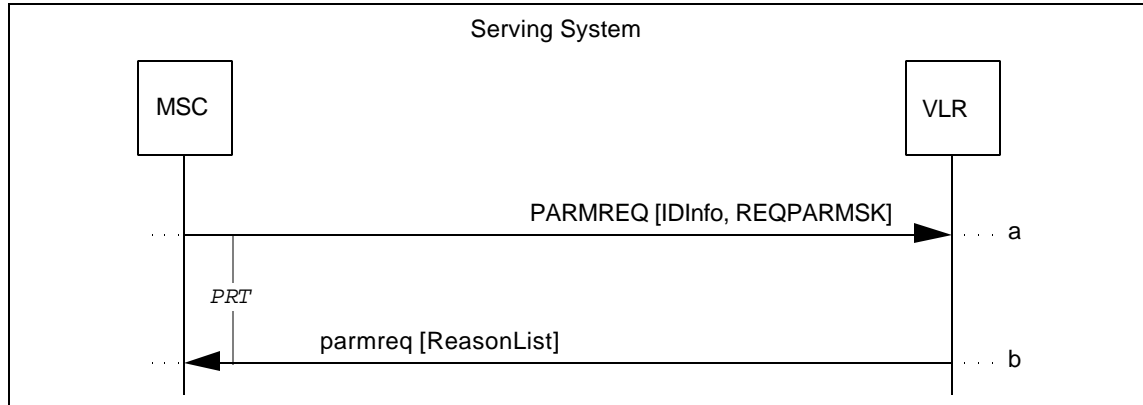 Serving System
MSC
VLR
PARMREQ [IDInfo, REQPARMSK]
a
PRT
parmreq [ReasonList]
b